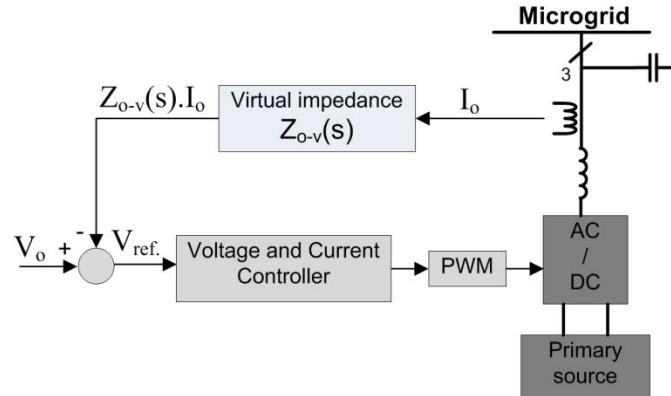 Microgrid
3
Zo-v(s).Io
Virtual impedance
Zo-v(s)
Io
Vo
+
-
Vref.
Voltage and Current
Controller
PWM
AC
/
DC
Primary
source